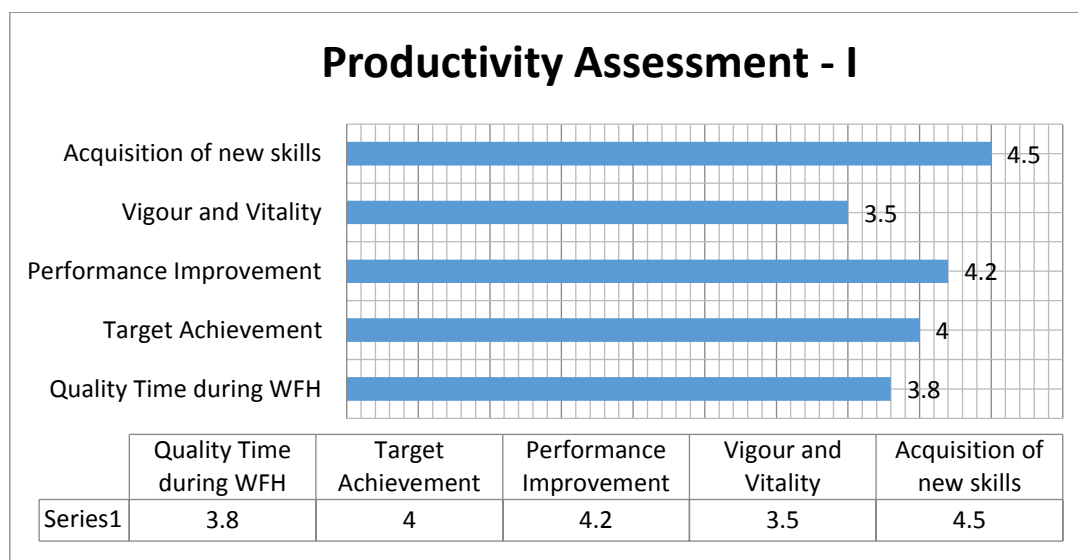 Productivity Assessment - I
Acquisition of new skills
4.5
Vigour and Vitality
3.5
Performance Improvement
4.2
Target Achievement
4
Quality Time during WFH
3.8
Quality Time during WFH
Target Achievement
Performance Improvement
Vigour and Vitality
Acquisition of new skills
Series1
3.8
4
4.2
3.5
4.5